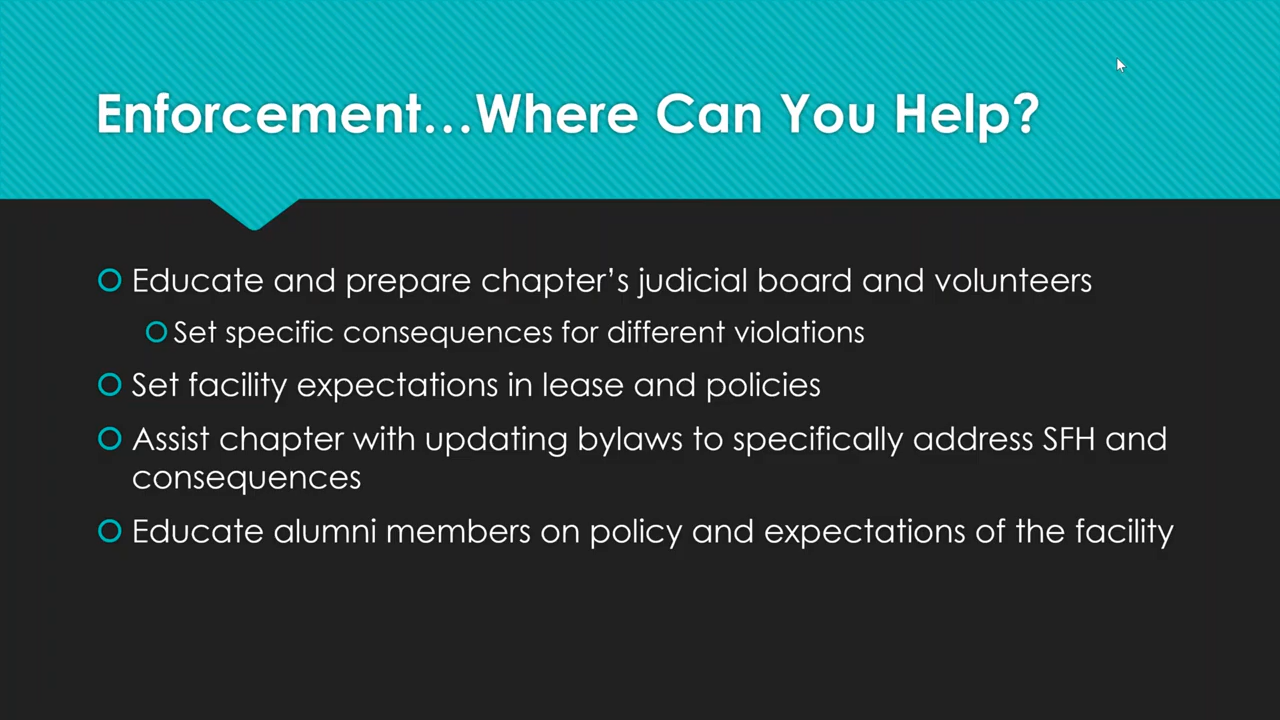 Enforcement…Where Can You Help?
Educate and prepare chapter’s judicial board and volunteers
Set specific consequences for different violations
Set facility expectations in lease and policies
Assist chapter with updating bylaws to specifically address SFH and
consequences
Educate alumni members on policy and expectations of the facility